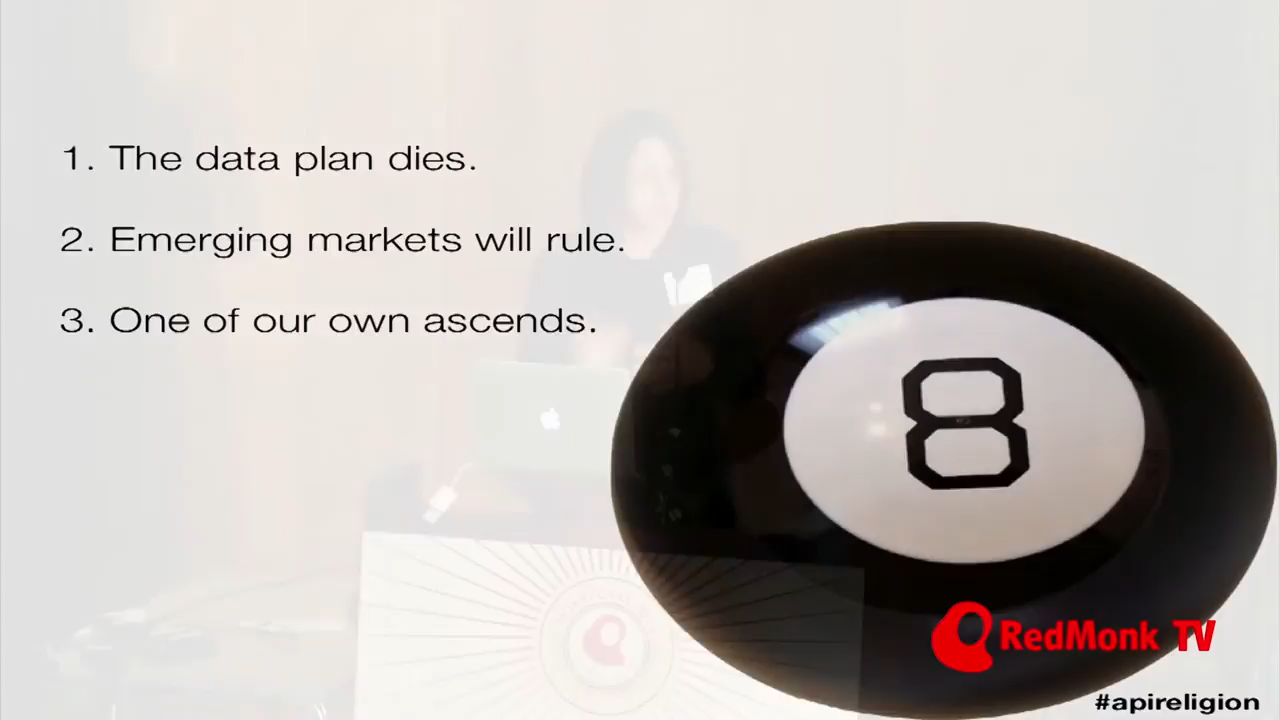 1. The data plan dies.
2. Emerging markets will rule.
3. One of our own ascends.
8
RedMonk TV
#apireligion